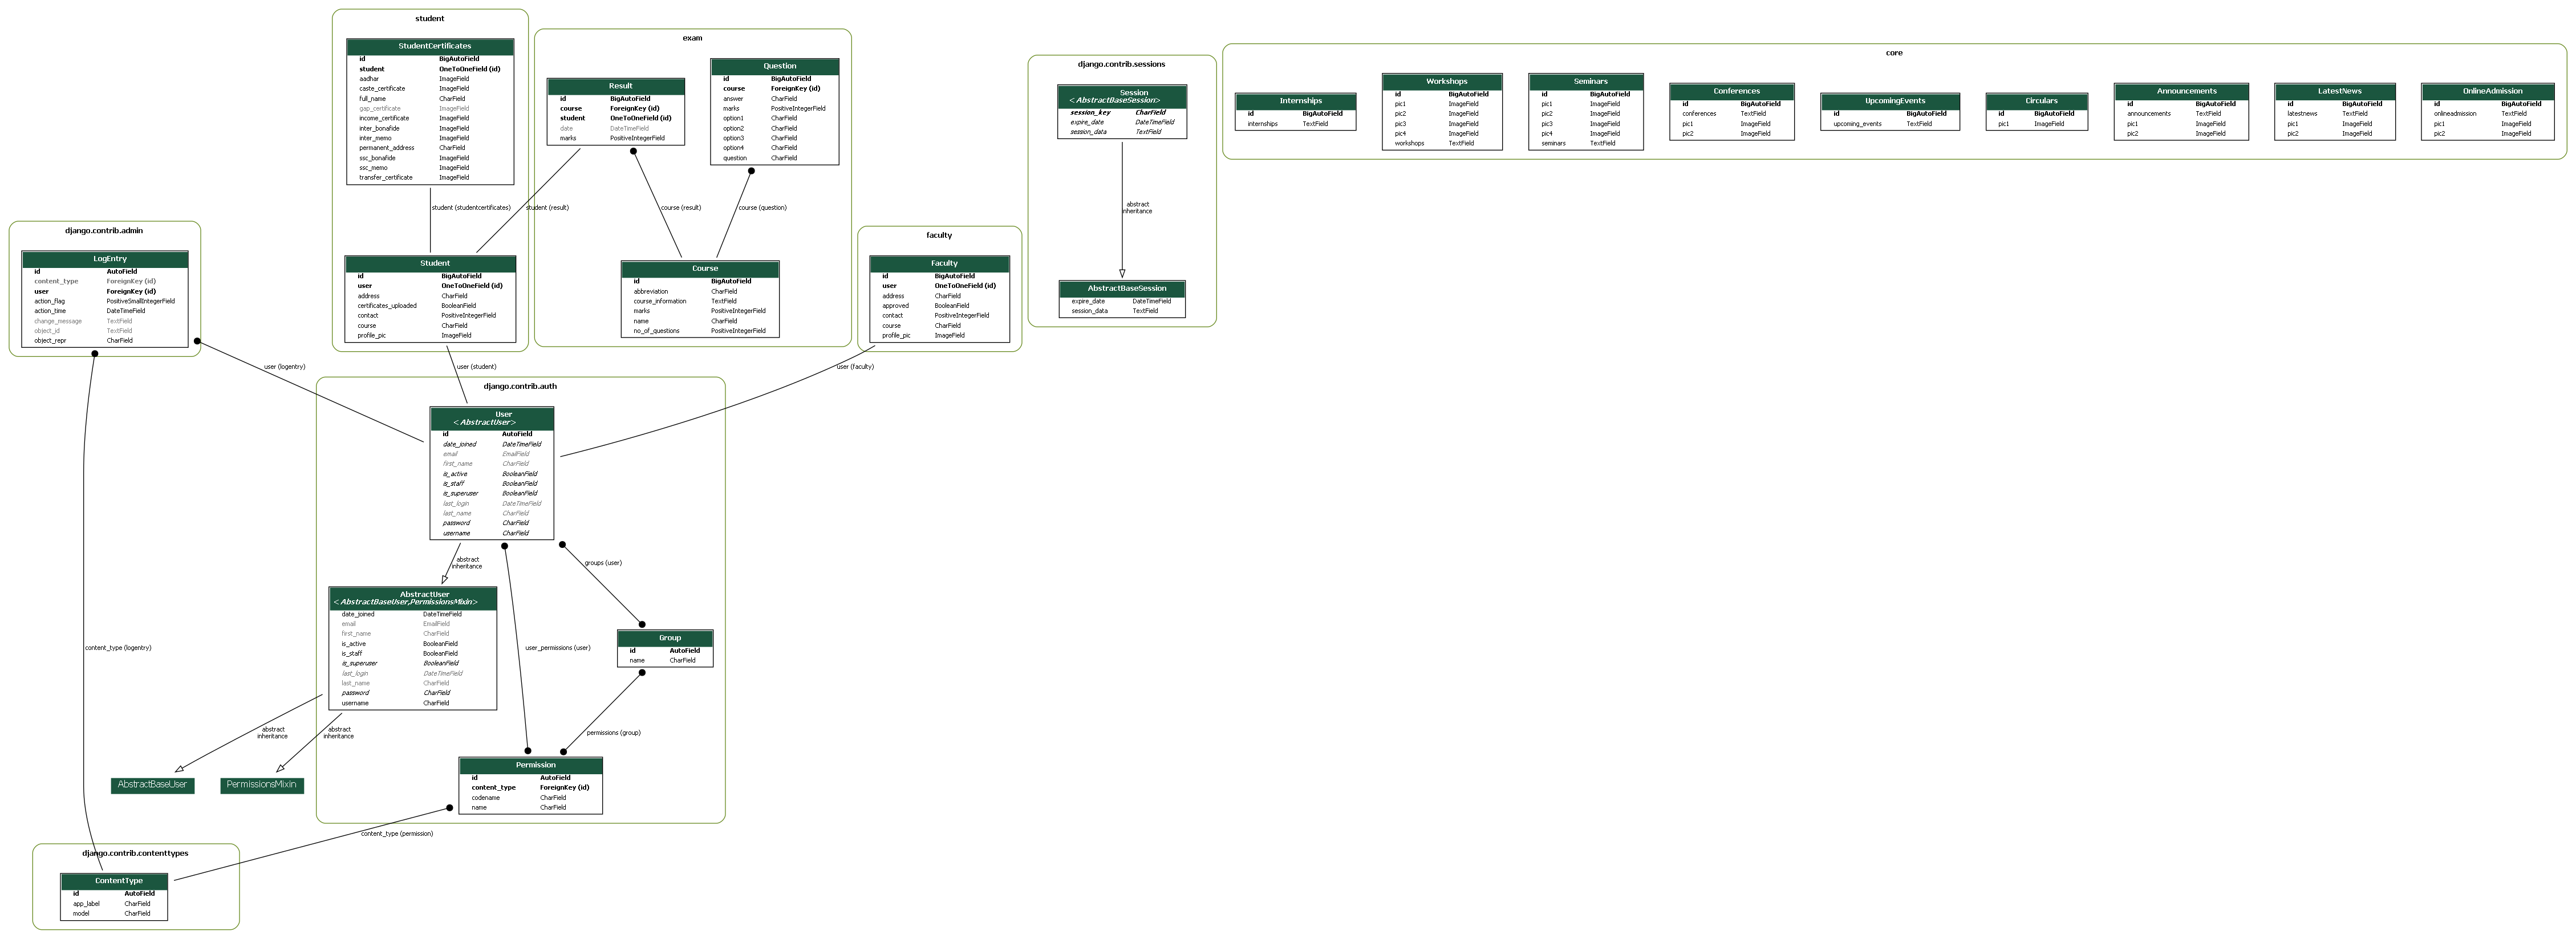 student
StudentCertificates
id BigAutoField
student OneToOneField (id)
aadhar ImageField
caste_certificate ImageField
full_name CharField
gap_certificate ImageField
income_certificate ImageField
inter_bonafide ImageField
inter_memo ImageField
permanent_address CharField
ssc_bonafide ImageField
ssc_memo ImageField
transfer_certificate ImageField
student (studentcertificates)
Student
id BigAutoField
user OneToOneField (id)
address CharField
certificates_uploaded BooleanField
contact PositiveIntegerField
course CharField
profile_pic ImageField
exam
Result
id BigAutoField
course ForeignKey (id)
student OneToOneField (id)
date DateTimeField
marks PositiveIntegerField
Question
id BigAutoField
course ForeignKey (id)
answer CharField
marks PositiveIntegerField
option1 CharField
option2 CharField
option3 CharField
option4 CharField
question CharField
student (result)
course (result)
course (question)
Course
id BigAutoField
abbreviation CharField
course_information TextField
marks PositiveIntegerField
name CharField
no_of_questions PositiveIntegerField
faculty
Faculty
id BigAutoField
user OneToOneField (id)
address CharField
approved BooleanField
contact PositiveIntegerField
course CharField
profile_pic ImageField
django.contrib.sessions
Session
<AbstractBaseSession>
session_key CharField
expire_date DateTimeField
session_data TextField
abstract
inheritance
AbstractBaseSession
expire_date DateTimeField
session_data TextField
core
Internships
id BigAutoField
internships TextField
Workshops
id BigAutoField
pic1 ImageField
pic2 ImageField
pic3 ImageField
pic4 ImageField
workshops TextField
Seminars
id BigAutoField
pic1 ImageField
pic2 ImageField
pic3 ImageField
pic4 ImageField
seminars TextField
Conferences
id BigAutoField
conferences TextField
pic1 ImageField
pic2 ImageField
UpcomingEvents
id BigAutoField
upcoming_events TextField
Circulars
id BigAutoField
pic1 ImageField
Announcements
id BigAutoField
announcements TextField
pic1 ImageField
pic2 ImageField
LatestNews
id BigAutoField
latestnews TextField
pic1 ImageField
pic2 ImageField
OnlineAdmission
id BigAutoField
onlineadmission TextField
pic1 ImageField
pic2 ImageField
django.contrib.admin
LogEntry
id AutoField
content_type ForeignKey (id)
user ForeignKey (id)
action_flag PositiveSmallIntegerField
action_time DateTimeField
change_message TextField
object_id TextField
object_repr CharField
user (logentry)
user (student)
user (faculty)
django.contrib.auth
User
<AbstractUser>
id AutoField
date_joined DateTimeField
email EmailField
first_name CharField
is_active BooleanField
is_staff BooleanField
is_superuser BooleanField
last_login DateTimeField
last_name CharField
password CharField
username CharField
abstract
inheritance
groups (user)
AbstractUser
<AbstractBaseUser,PermissionsMixin>
date_joined DateTimeField
email EmailField
first_name CharField
is_active BooleanField
is_staff BooleanField
is_superuser BooleanField
last_login DateTimeField
last_name CharField
password CharField
username CharField
content_type (logentry)
user_permissions (user)
Group
id AutoField
name CharField
abstract
inheritance
abstract
inheritance
permissions (group)
AbstractBaseUser
PermissionsMixin
Permission
id AutoField
content_type ForeignKey (id)
codename CharField
name CharField
content_type (permission)
django.contrib.contenttypes
ContentType
id AutoField
app_label CharField
model CharField